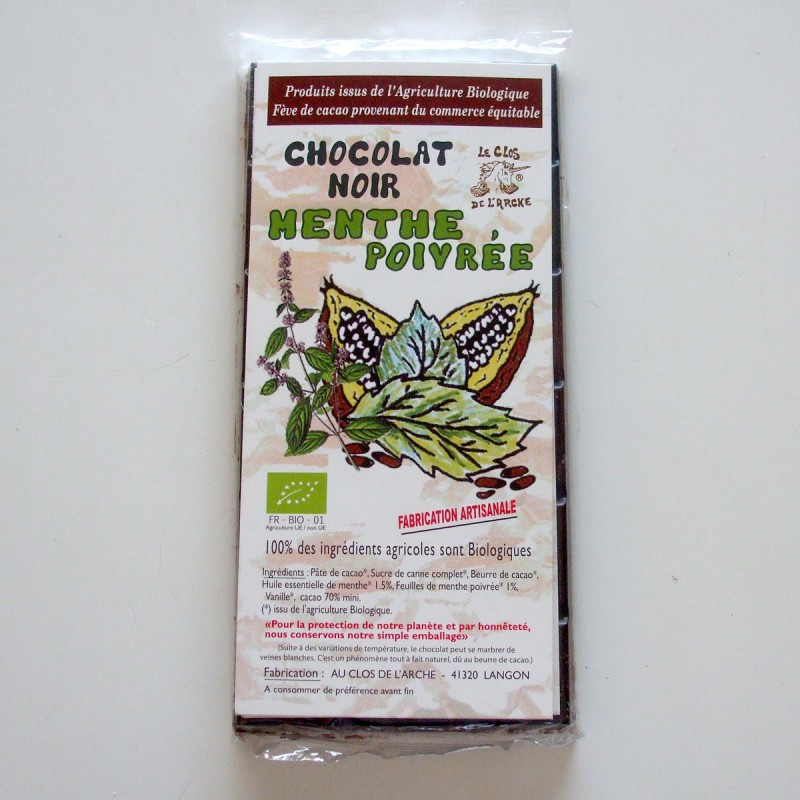 Produits issus de l'Agriculture Biologique
Fève de cacao provenant du commerce équitable
CHOCOLAT
NOIR
LE CLOS
®
DE L'ARCHE
MENTHE
POIVRÉE
FR - BIO - 01
Agriculture UE / non UE
FABRICATION ARTISANALE
100% des ingrédients agricoles sont Biologiques
Ingrédients : Pâte de cacao*, Sucre de canne complet*, Beurre de cacao*,
Huile essentielle de menthe* 1.5%, Feuilles de menthe poivrée* 1%,
Vanille*, cacao 70% mini.
(*) issu de l'agriculture Biologique.
«Pour la protection de notre planète et par honnêteté,
nous conservons notre simple emballage»
(Suite à des variations de température, le chocolat peut se marbrer de
veines blanches. C'est un phénomène tout à fait naturel, dû au beurre de cacao.)
Fabrication : AU CLOS DE L'ARCHE - 41320 LANGON
A consommer de préférence avant fin